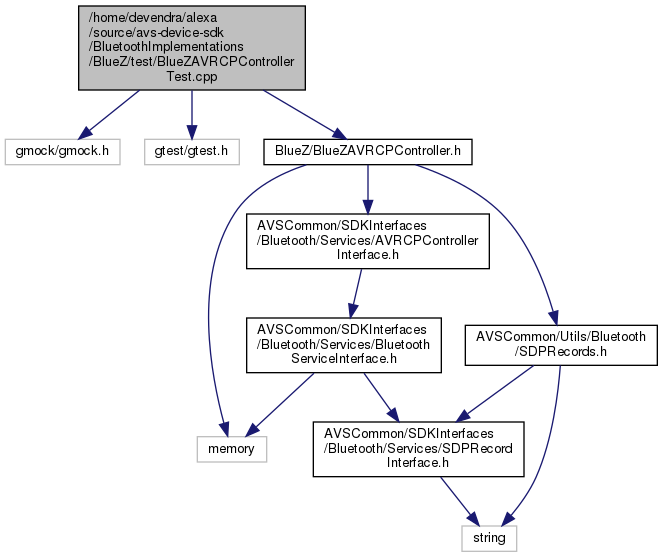 /home/devendra/alexa
/source/avs-device-sdk
/BluetoothImplementations
/BlueZ/test/BlueZAVRCPController
Test.cpp
gmock/gmock.h
gtest/gtest.h
BlueZ/BlueZAVRCPController.h
AVSCommon/SDKInterfaces
/Bluetooth/Services/AVRCPController
Interface.h
AVSCommon/SDKInterfaces
/Bluetooth/Services/Bluetooth
ServiceInterface.h
AVSCommon/Utils/Bluetooth
/SDPRecords.h
memory
AVSCommon/SDKInterfaces
/Bluetooth/Services/SDPRecord
Interface.h
string